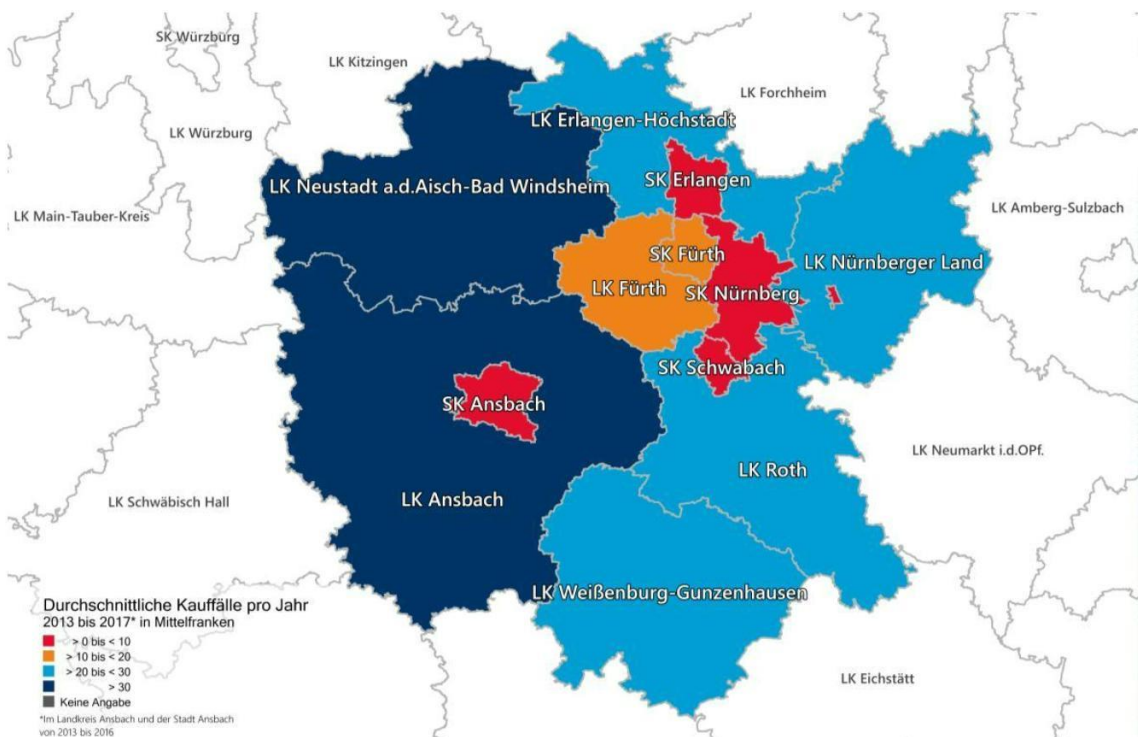 SK Würzburg
LK Kitzingen
LK Forchheim
LK Erlangen-Höchstadt
LK Würzburg
SK Erlangen
LK Neustadt a.d.Aisch-Bad Windsheim
LK Main-Tauber-Kreis
LK Amberg-Sulzbach
SK Fürth
LK Nürnberger Land
LK Fürth
SK Nürnberg
SK Schwabach
SK Ansbach
LK Neumarkt i.d.OPf.
LK Roth
LK Ansbach
LK Schwäbisch Hall
LK Weißenburg-Gunzenhausen
LK Eichstätt
Durchschnittliche Kauffälle pro Jahr
2013 bis 2017* in Mittelfranken
> 0 bis < 10
> 10 bis < 20
> 20 bis < 30
> 30
Keine Angabe
*Im Landkreis Ansbach und der Stadt Ansbach
von 2013 bis 2016